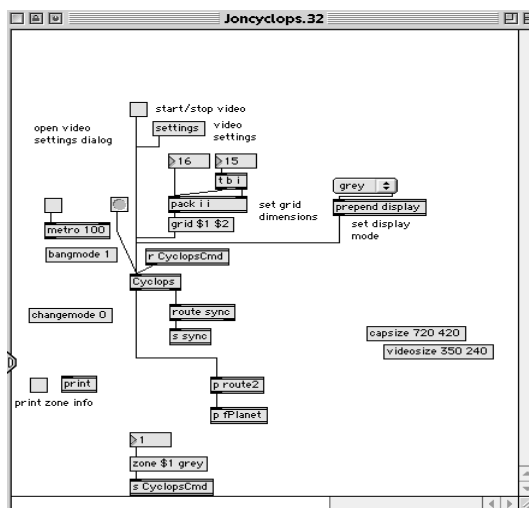 Joncyclops.32
start/stop video
open video
settings dialog
settings
video
settings
16
15
t b i
grey
pack i i
set grid
dimensions
prepend display
grid $1 $2
set display
mode
metro 100
bangmode 1
r CyclopsCmd
Cyclops
changemode 0
route sync
capsize 720 420
s sync
videosize 350 240
print
p route2
print zone info
p fPlanet
1
zone $1 grey
s CyclopsCmd